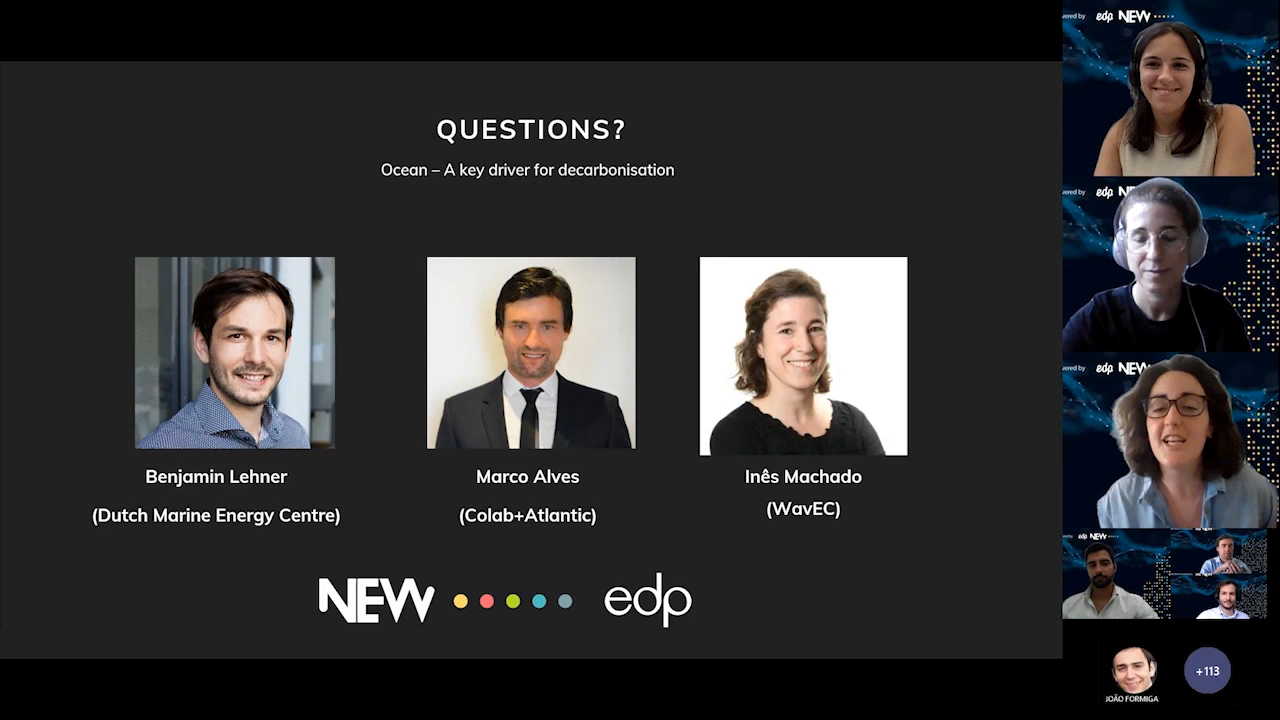 QUESTIONS?
Ocean – A key driver for decarbonisation
Benjamin Lehner
(Dutch Marine Energy Centre)
Marco Alves
(Colab+Atlantic)
Inês Machado
(WavEC)
NEW
edp
edp NEW
edp
edp NEW
edp NEW
JOÃO FORMIGA
+113